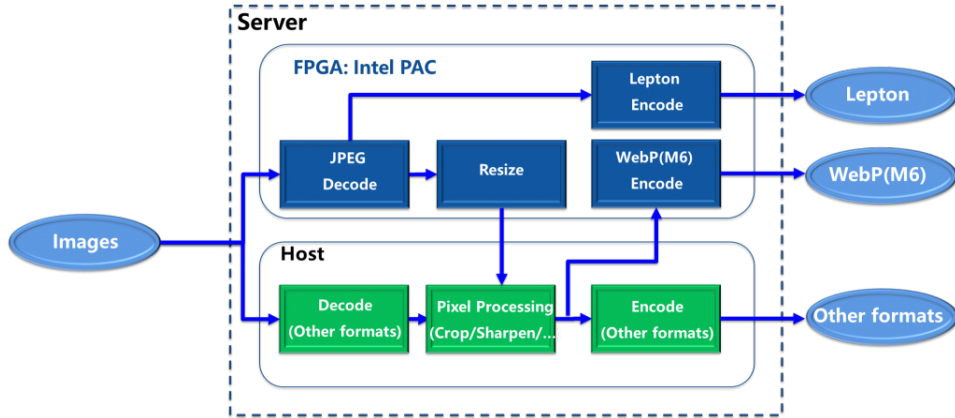 Server
FPGA: Intel PAC
Lepton
Encode
Lepton
JPEG
Decode
Resize
WebP(M6)
Encode
WebP(M6)
Images
Host
Decode
(Other formats)
Pixel Processing
(Crop/Sharpen/...
Encode
(Other formats)
Other formats